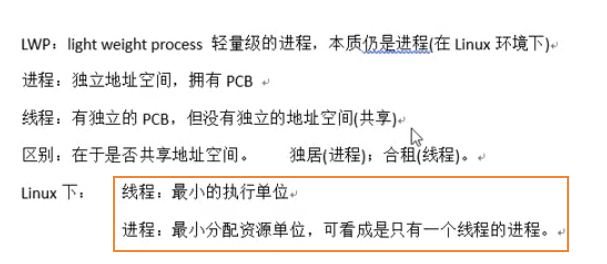 LWP：light weight process 轻量级的进程，本质仍是进程(在 Linux 环境下)
进程：独立地址空间，拥有 PCB
线程：有独立的 PCB，但没有独立的地址空间(共享)
区别：在于是否共享地址空间。 独居(进程)；合租(线程)。
Linux 下： 线程：最小的执行单位
进程：最小分配资源单位，可看成是只有一个线程的进程。